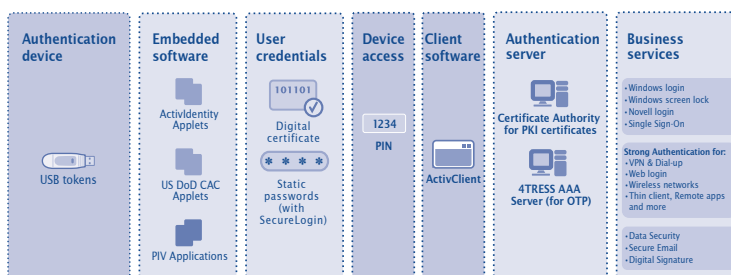 Authentication
device
USB tokens
Embedded
software
ActivIdentity
Applets
US DoD CAC
Applets
PIV Applications
User
credentials
101101
Digital
certificate
* * * *
Static
passwords
(with
SecureLogin)
Device
access
1234
PIN
Client
software
ActivClient
Authentication
server
Certificate Authority
for PKI certificates
4TRESS AAA
Server (for OTP)
Business
services
•Windows login
•Windows screen lock
•Novell login
•Single Sign-On
Strong Authentication for:
•VPN & Dial-up
•Web login
•Wireless networks
•Thin client, Remote apps
and more
•Data Security
•Secure Email
•Digital Signature